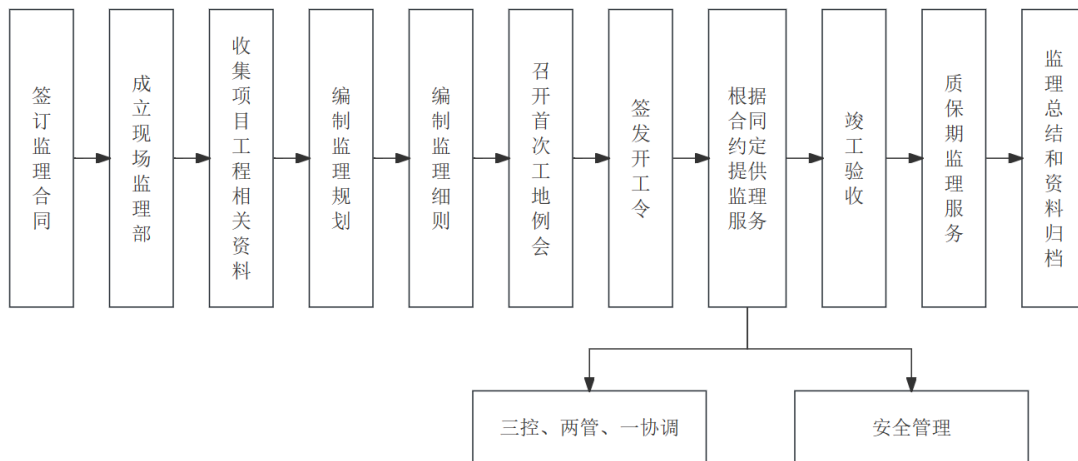 签订监理合同
成立现场监理部
收集项目工程相关资料
编制监理规划
编制监理细则
召开首次工地例会
签发开工令
根据合同约定提供监理服务
竣工验收
质保期监理服务
监理总结和资料归档
三控、两管、一协调
安全管理